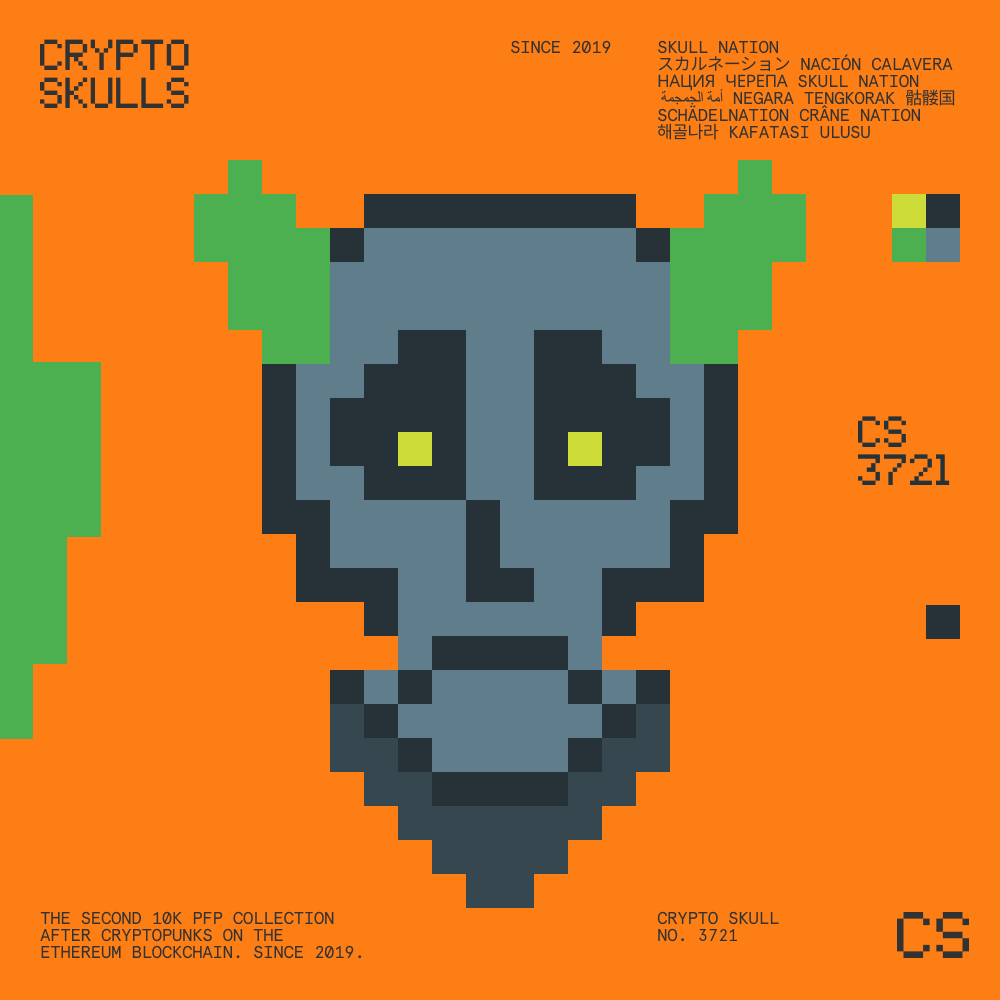 CRYPTO
SKULLS
SINCE 2019
SKULL NATION
スカルネーション NACIÓN CALAVERA
НАЦИЯ ЧЕРЕПА SKULL NATION
أمة الجمجمة NEGARA TENGKORAK 骷髅国
SCHÄDELNATION CRÂNE NATION
해골나라 KAFATASI ULUSU
CS
3721
THE SECOND 10K PFP COLLECTION
AFTER CRYPTOPUNKS ON THE
ETHEREUM BLOCKCHAIN. SINCE 2019.
CRYPTO SKULL
NO. 3721
CS